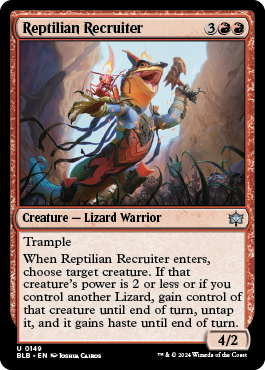 Reptilian Recruiter 3
Creature — Lizard Warrior
Trample
When Reptilian Recruiter enters,
choose target creature. If that
creature's power is 2 or less or if you
control another Lizard, gain control of
that creature until end of turn, untap
it, and it gains haste until end of turn.
4/2
U 0149
BLB • EN Joshua Cairos
™ & © 2024 Wizards of the Coast